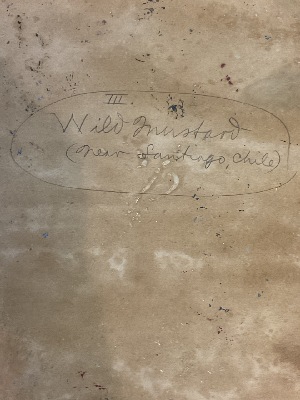 III.
Wild Mustard
(near Santiago, Chile)